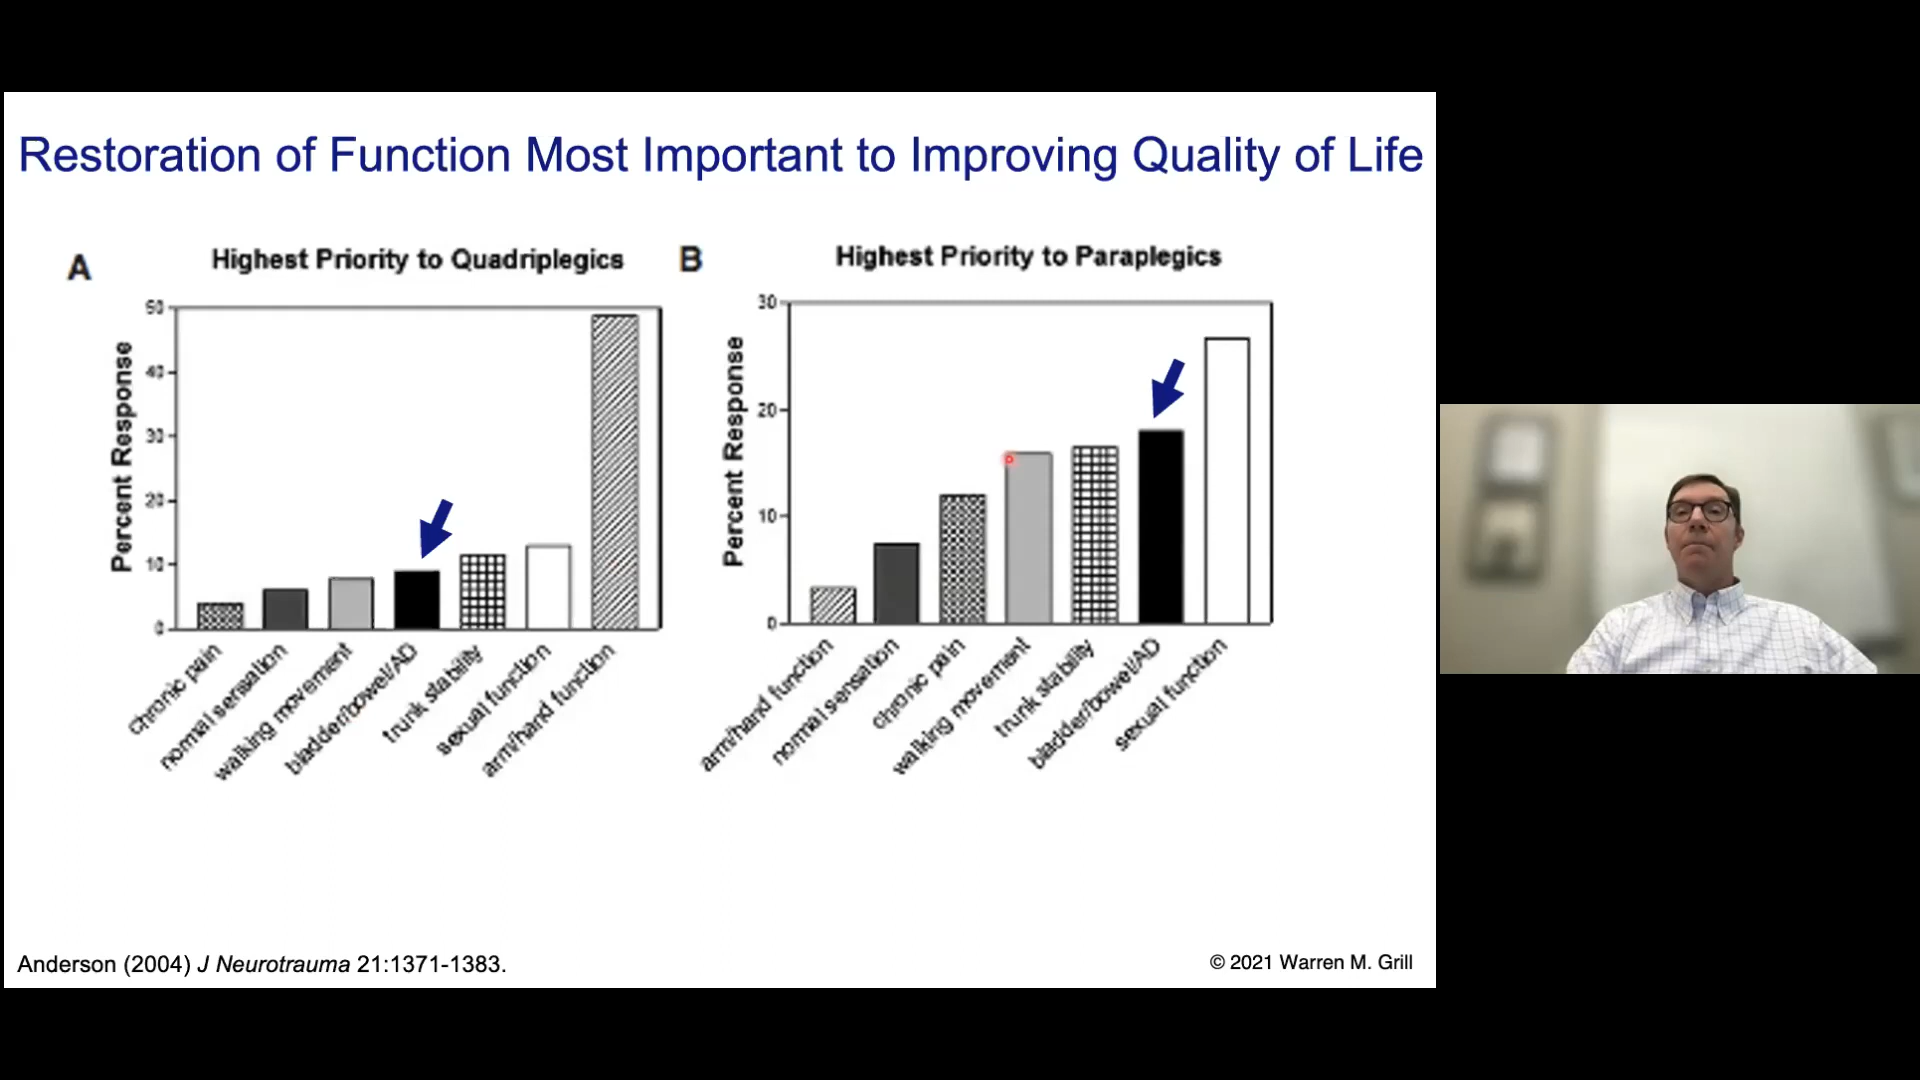 Restoration of Function Most Important to Improving Quality of Life
A
Highest Priority to Quadriplegics
Percent Response
50
40
30
20
10
0
chronic pain
normal sensation
walking movement
bladder/bowel/AD
trunk stability
sexual function
arm/hand function
B
Highest Priority to Paraplegics
Percent Response
30
20
10
0
arm/hand function
normal sensation
chronic pain
walking movement
trunk stability
bladder/bowel/AD
sexual function
Anderson (2004) J Neurotrauma 21:1371-1383.
© 2021 Warren M. Grill